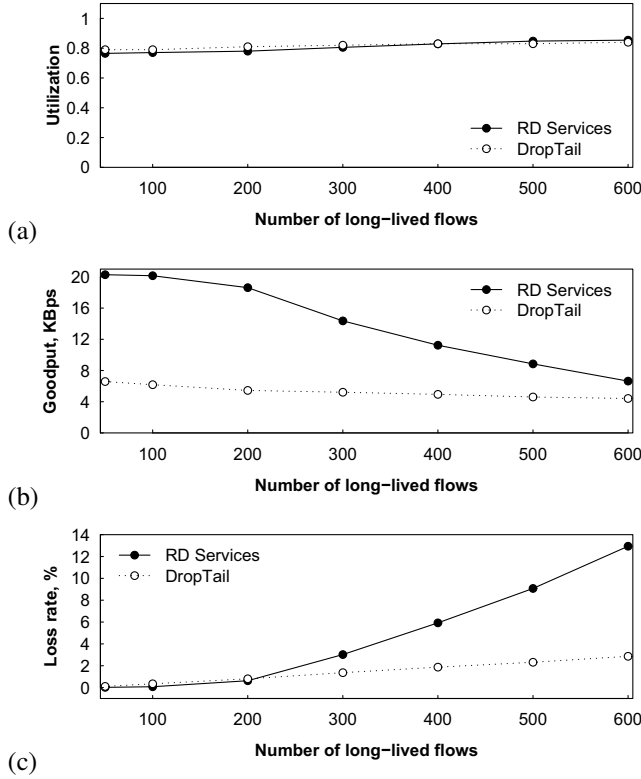 1
0.8
0.6
0.4
0.2
0
Utilization
RD Services
DropTail
100 200 300 400 500 600
Number of long−lived flows
(a)
20
16
12
8
4
0
Goodput, KBps
RD Services
DropTail
100 200 300 400 500 600
Number of long−lived flows
(b)
14
12
10
8
6
4
2
0
Loss rate, %
RD Services
DropTail
100 200 300 400 500 600
Number of long−lived flows
(c)